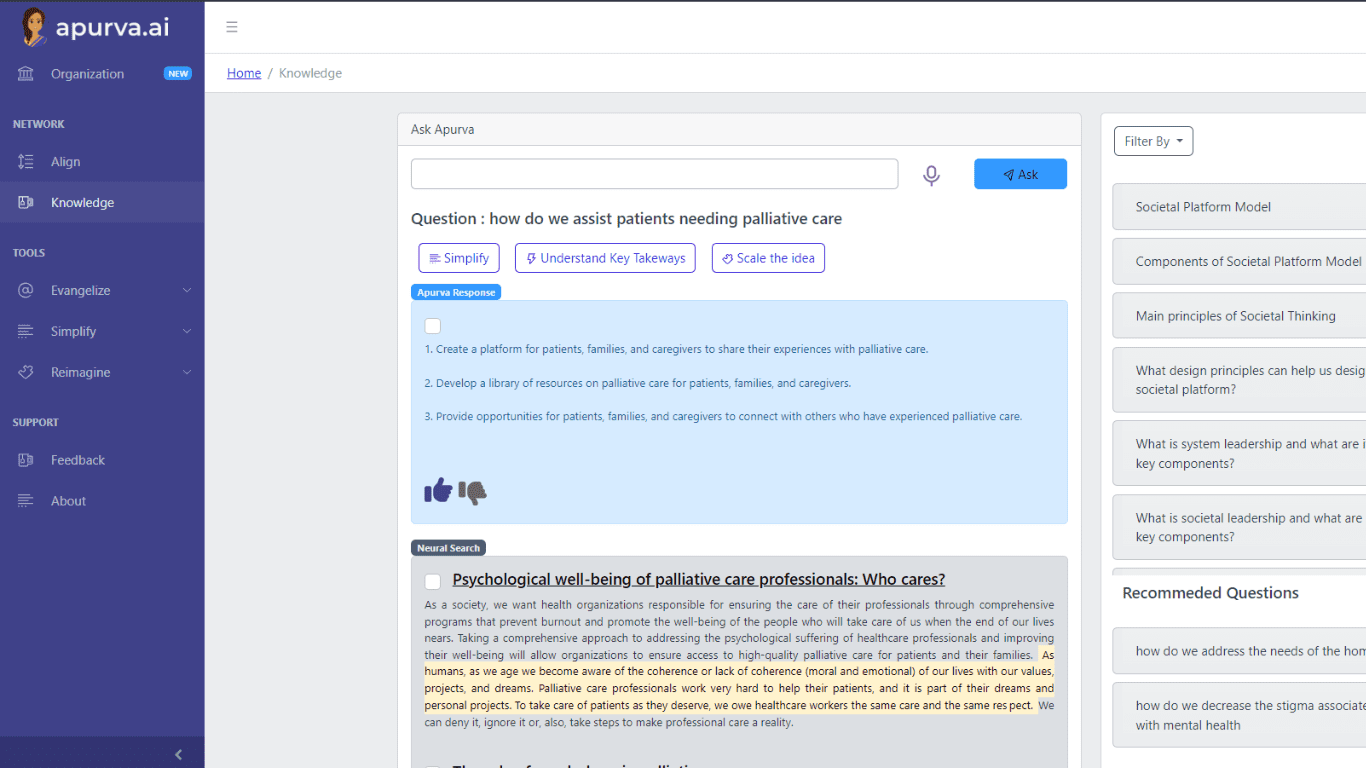 apurva.ai
Organization NEW
NETWORK
Align
Knowledge
TOOLS
Evangelize
Simplify
Reimagine
SUPPORT
Feedback
About
Home / Knowledge
Ask Apurva
Ask
Question : how do we assist patients needing palliative care
Simplify
Understand Key Takeways
Scale the idea
Apurva Response
1. Create a platform for patients, families, and caregivers to share their experiences with palliative care.
2. Develop a library of resources on palliative care for patients, families, and caregivers.
3. Provide opportunities for patients, families, and caregivers to connect with others who have experienced palliative care.
Neural Search
Psychological well-being of palliative care professionals: Who cares?
As a society, we want health organizations responsible for ensuring the care of their professionals through comprehensive
programs that prevent burnout and promote the well-being of the people who will take care of us when the end of our lives
nears. Taking a comprehensive approach to addressing the psychological suffering of healthcare professionals and improving
their well-being will allow organizations to ensure access to high-quality palliative care for patients and their families. As
humans, as we age we become aware of the coherence or lack of coherence (moral and emotional) of our lives with our values,
projects, and dreams. Palliative care professionals work very hard to help their patients, and it is part of their dreams and
personal projects. To take care of patients as they deserve, we owe healthcare workers the same care and the same respect. We
can deny it, ignore it or, also, take steps to make professional care a reality.
Filter By
Societal Platform Model
Components of Societal Platform Model
Main principles of Societal Thinking
What design principles can help us
societal platform?
What is system leadership and what are
key components?
What is societal leadership and what are
key components?
Recommeded Questions
how do we address the needs of the
how do we decrease the stigma
with mental health